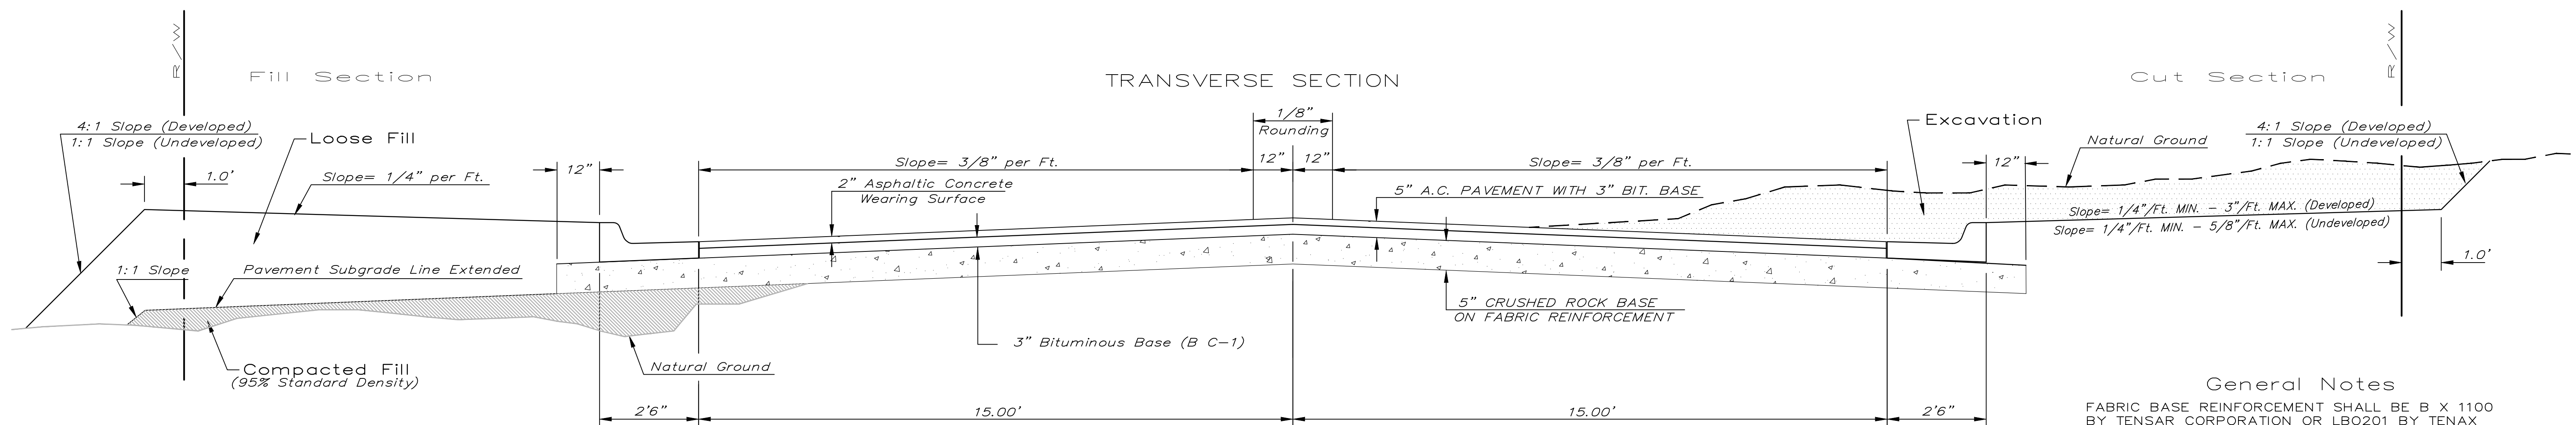 R/W
Fill Section
TRANSVERSE SECTION
Cut Section
R/W
1/8"
Rounding
4:1 Slope (Developed)
1:1 Slope (Undeveloped)
Loose Fill
Excavation
Natural Ground
4:1 Slope (Developed)
1:1 Slope (Undeveloped)
12"
Slope= 3/8" per Ft.
12"
12"
Slope= 3/8" per Ft.
12"
1.0'
Slope= 1/4" per Ft.
2" Asphaltic Concrete
Wearing Surface
5" A.C. PAVEMENT WITH 3" BIT. BASE
Slope= 1/4"/Ft. MIN. - 3"/Ft. MAX. (Developed)
Slope= 1/4"/Ft. MIN. - 5/8"/Ft. MAX. (Undeveloped)
1.0'
1:1 Slope
Pavement Subgrade Line Extended
5" CRUSHED ROCK BASE
ON FABRIC REINFORCEMENT
3" Bituminous Base (B C-1)
Compacted Fill
(95% Standard Density)
Natural Ground
General Notes
FABRIC BASE REINFORCEMENT SHALL BE B X 1100
BY TENSAR CORPORATION OR LBO201 BY TENAX
2'6"
15.00'
15.00'
2'6"